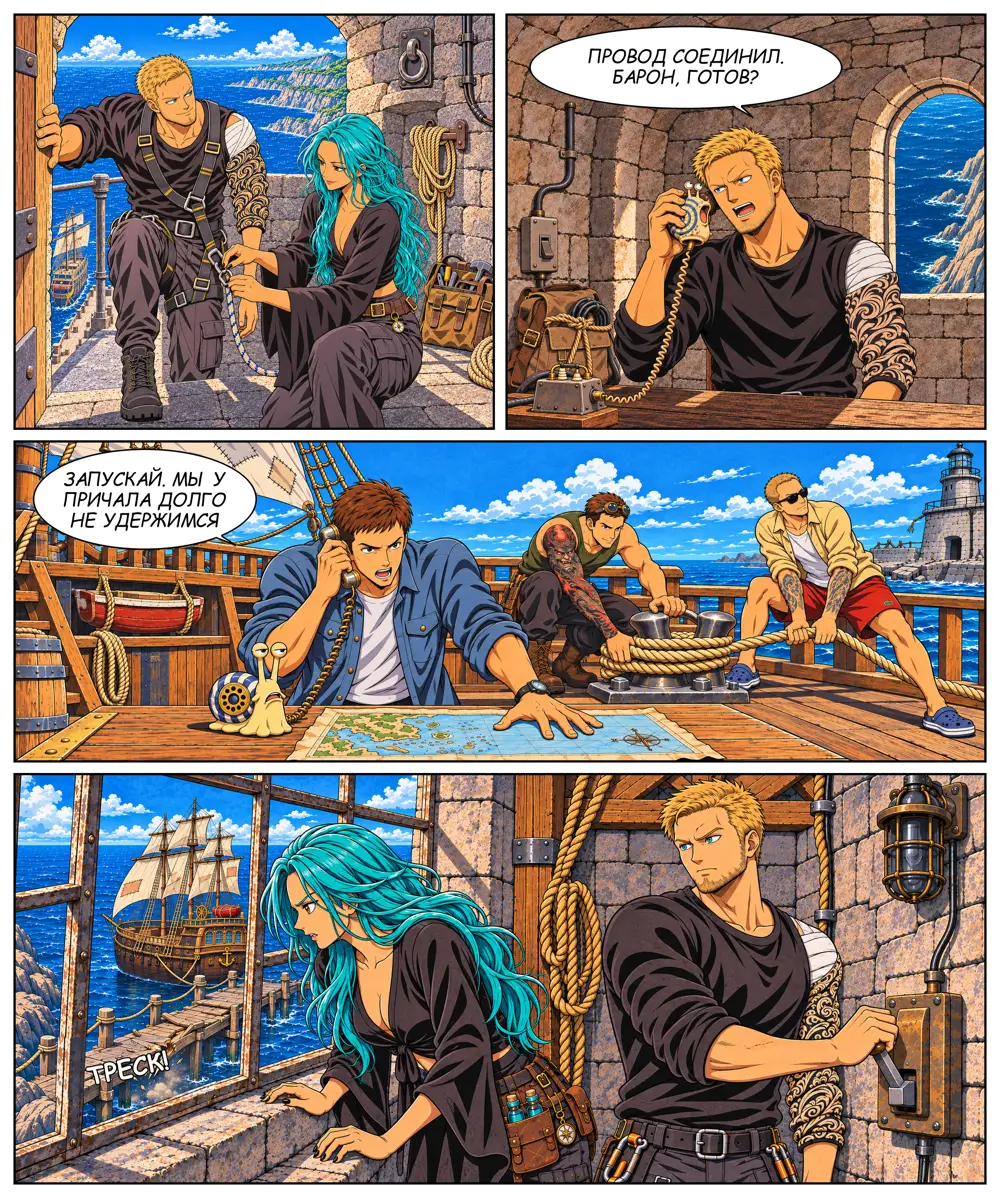 ПРОВОД СОЕДИНИЛ.
БАРОН, ГОТОВ?
ЗАПУСКАЙ. МЫ У
ПРИЧАЛА ДОЛГО
НЕ УДЕРЖИМСЯ
ТРЕСК!